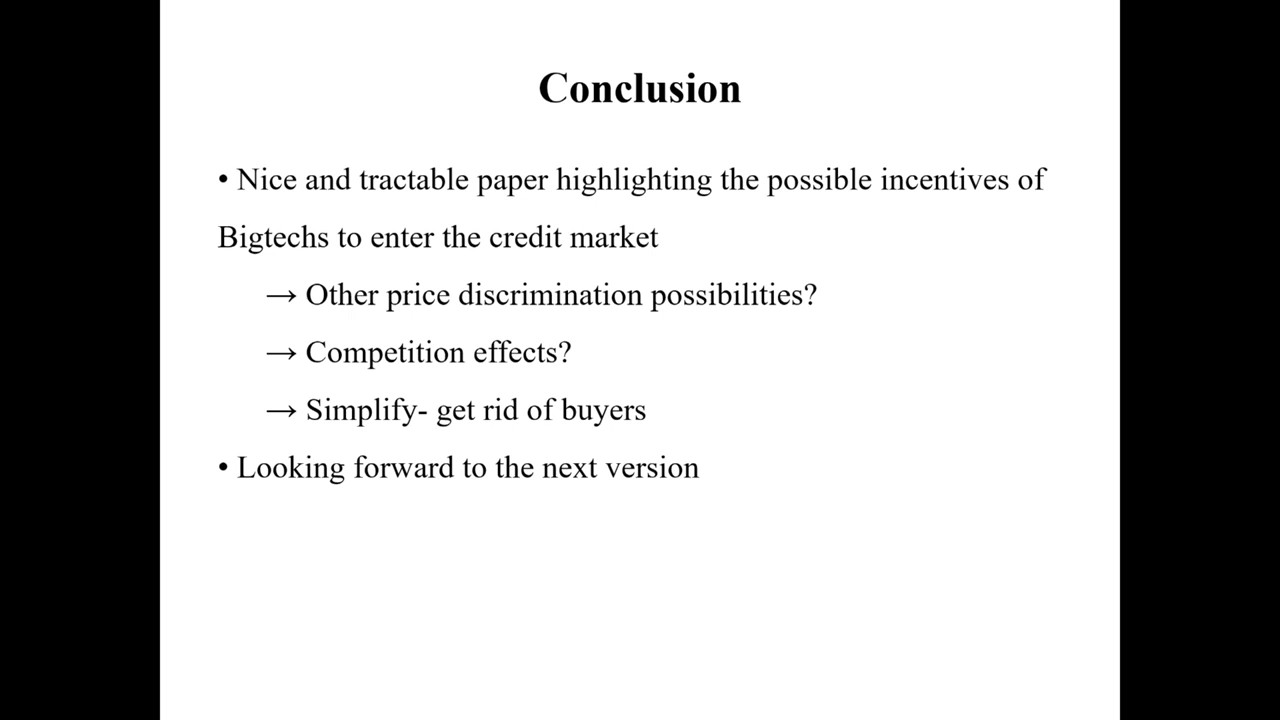 Conclusion
• Nice and tractable paper highlighting the possible incentives of
Bigtechs to enter the credit market
→ Other price discrimination possibilities?
→ Competition effects?
→ Simplify- get rid of buyers
• Looking forward to the next version